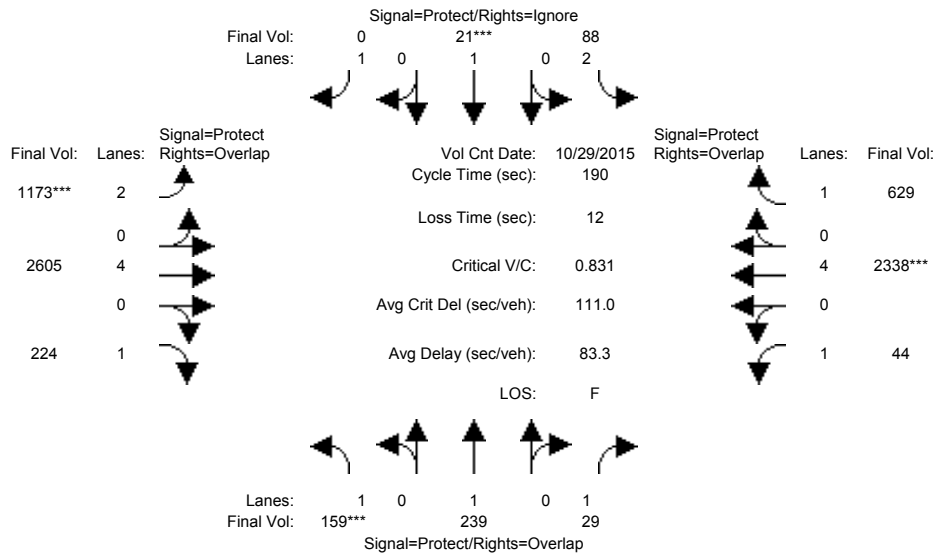 Signal=Protect/Rights=Ignore
Final Vol: 0 21*** 88
Lanes: 1 0 1 0 2
Signal=Protect
Final Vol: Lanes: Rights=Overlap
Vol Cnt Date: 10/29/2015
Signal=Protect
Rights=Overlap Lanes: Final Vol:
Cycle Time (sec): 190
1173*** 2
1 629
Loss Time (sec): 12
0
0
2605 4
Critical V/C: 0.831
4 2338***
0
Avg Crit Del (sec/veh): 111.0
0
224 1
Avg Delay (sec/veh): 83.3
1 44
LOS: F
Lanes: 1 0 1 0 1
Final Vol: 159*** 239 29
Signal=Protect/Rights=Overlap